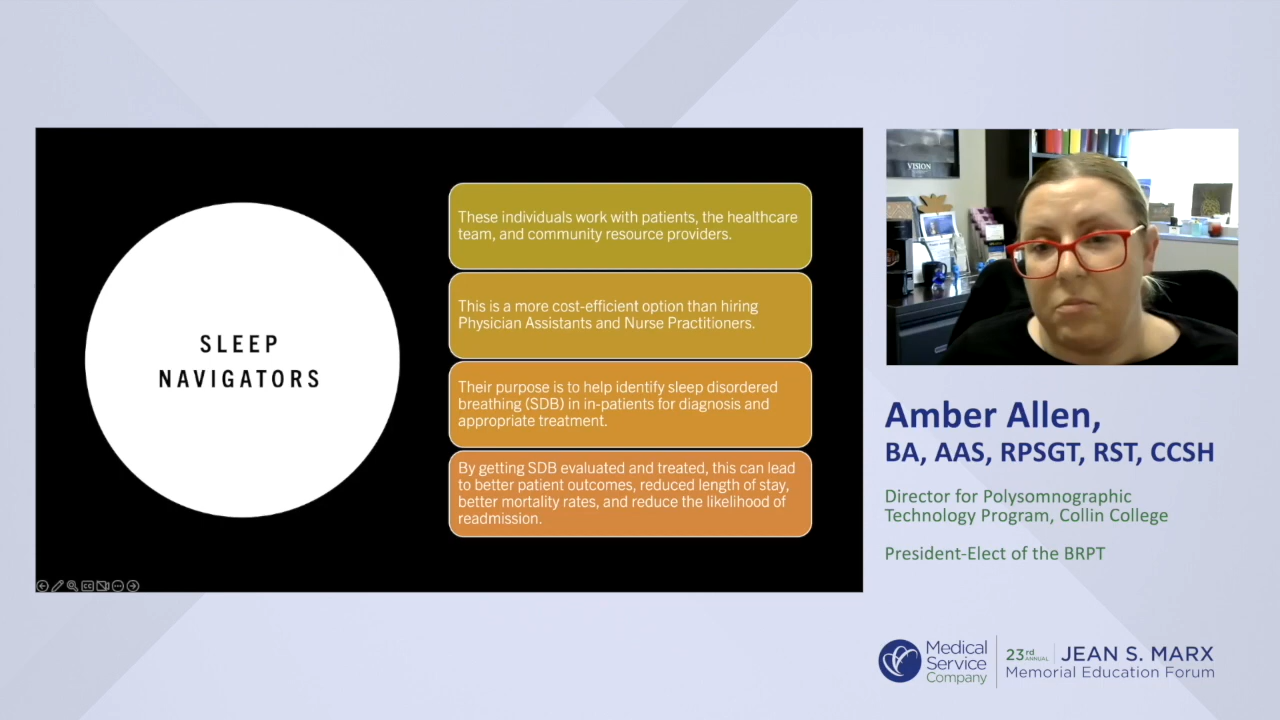 SLEEP
NAVIGATORS
These individuals work with patients, the healthcare
team, and community resource providers.
This is a more cost-efficient option than hiring
Physician Assistants and Nurse Practitioners.
Their purpose is to help identify sleep disordered
breathing (SDB) in in-patients for diagnosis and
appropriate treatment.
By getting SDB evaluated and treated, this can lead
to better patient outcomes, reduced length of stay,
better mortality rates, and reduce the likelihood of
readmission.
VISION
Amber Allen,
BA, AAS, RPSGT, RST, CCSH
Director for Polysomnographic
Technology Program, Collin College
President-Elect of the BRPT
Medical
Service
Company
23rd ANNUAL
JEAN S. MARX
Memorial Education Forum